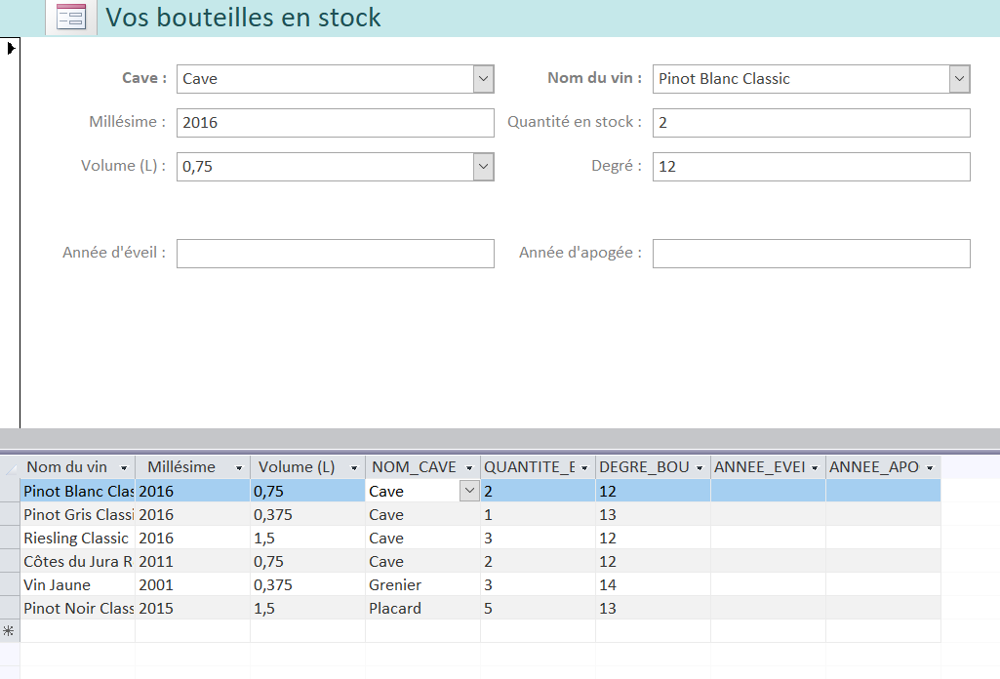 Vos bouteilles en stock
Cave : Cave Nom du vin : Pinot Blanc Classic
Millésime : 2016 Quantité en stock : 2
Volume (L) : 0,75 Degré : 12
Année d'éveil : Année d'apogée :
Nom du vin Millésime Volume (L) NOM_CAVE QUANTITE_E DEGRE_BOU ANNEE_EVEI ANNEE_APO
Pinot Blanc Clas 2016 0,75 Cave 2 12
Pinot Gris Classi 2016 0,375 Cave 1 13
Riesling Classic 2016 1,5 Cave 3 12
Côtes du Jura R 2011 0,75 Cave 2 12
Vin Jaune 2001 0,375 Grenier 3 14
Pinot Noir Class 2015 1,5 Placard 5 13